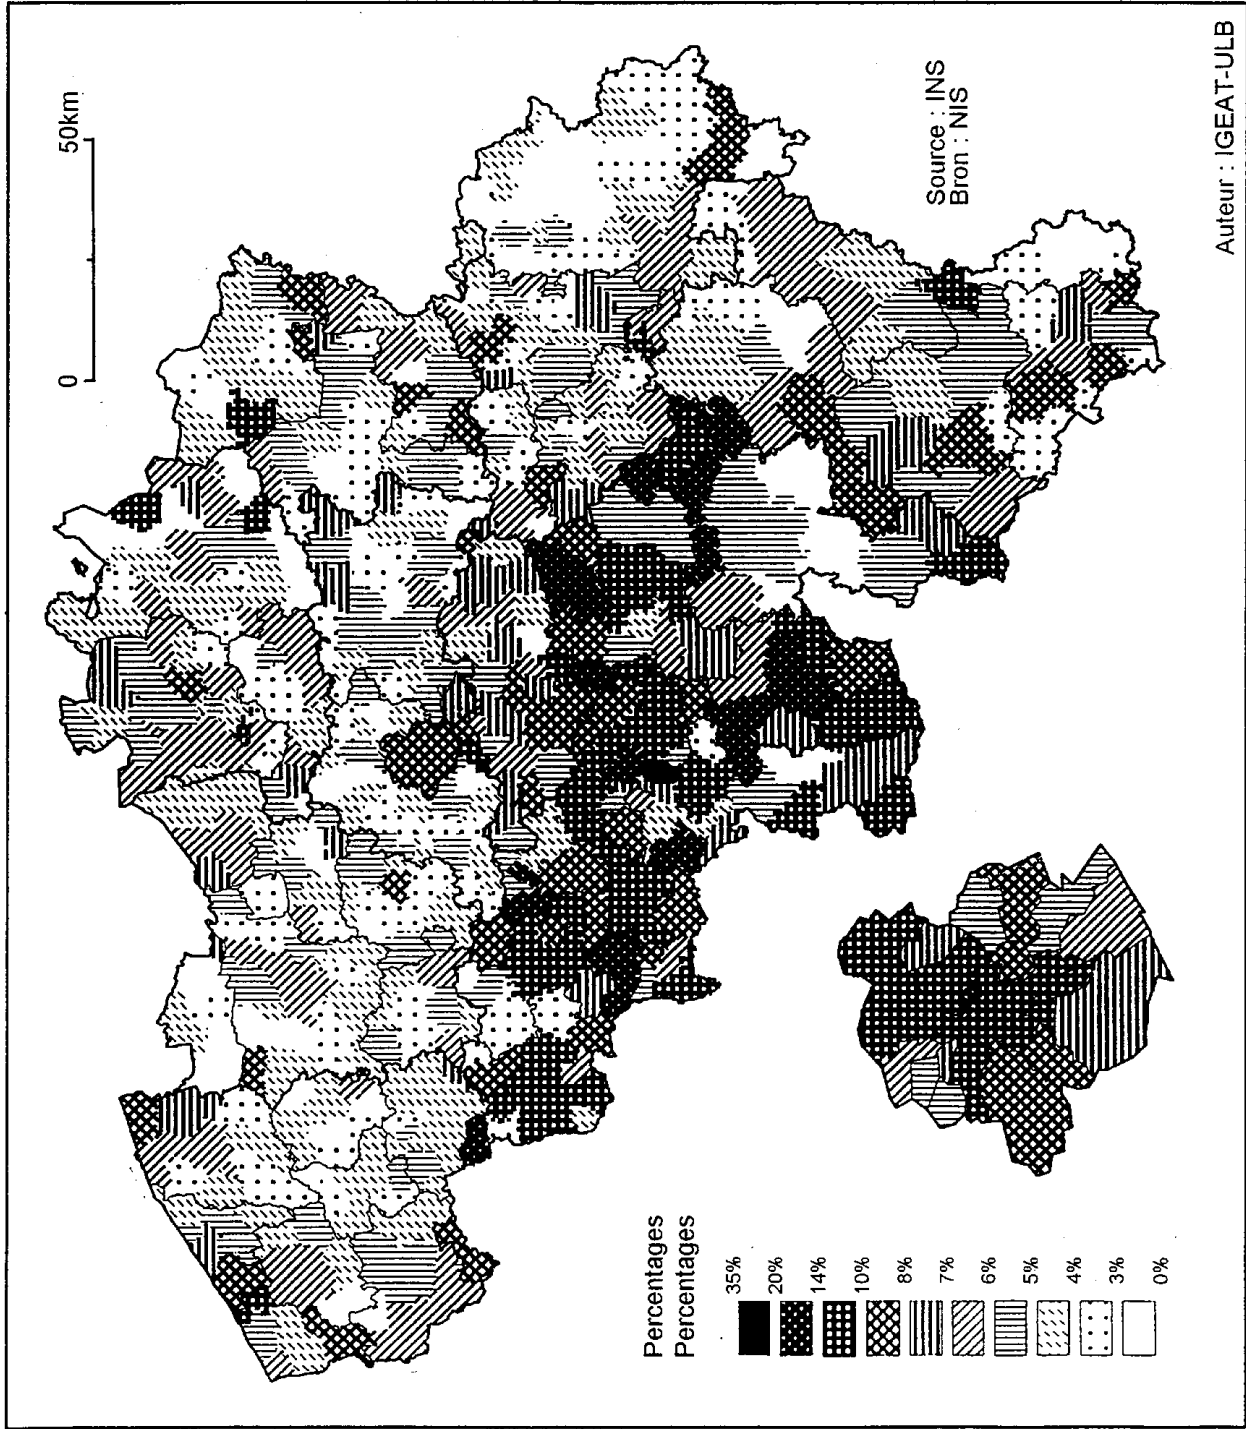 0 50km
Source : INS
Bron : NIS
Auteur : IGEAT-ULB
Percentages
Percentages
35%
20%
14%
10%
8%
7%
6%
5%
4%
3%
0%